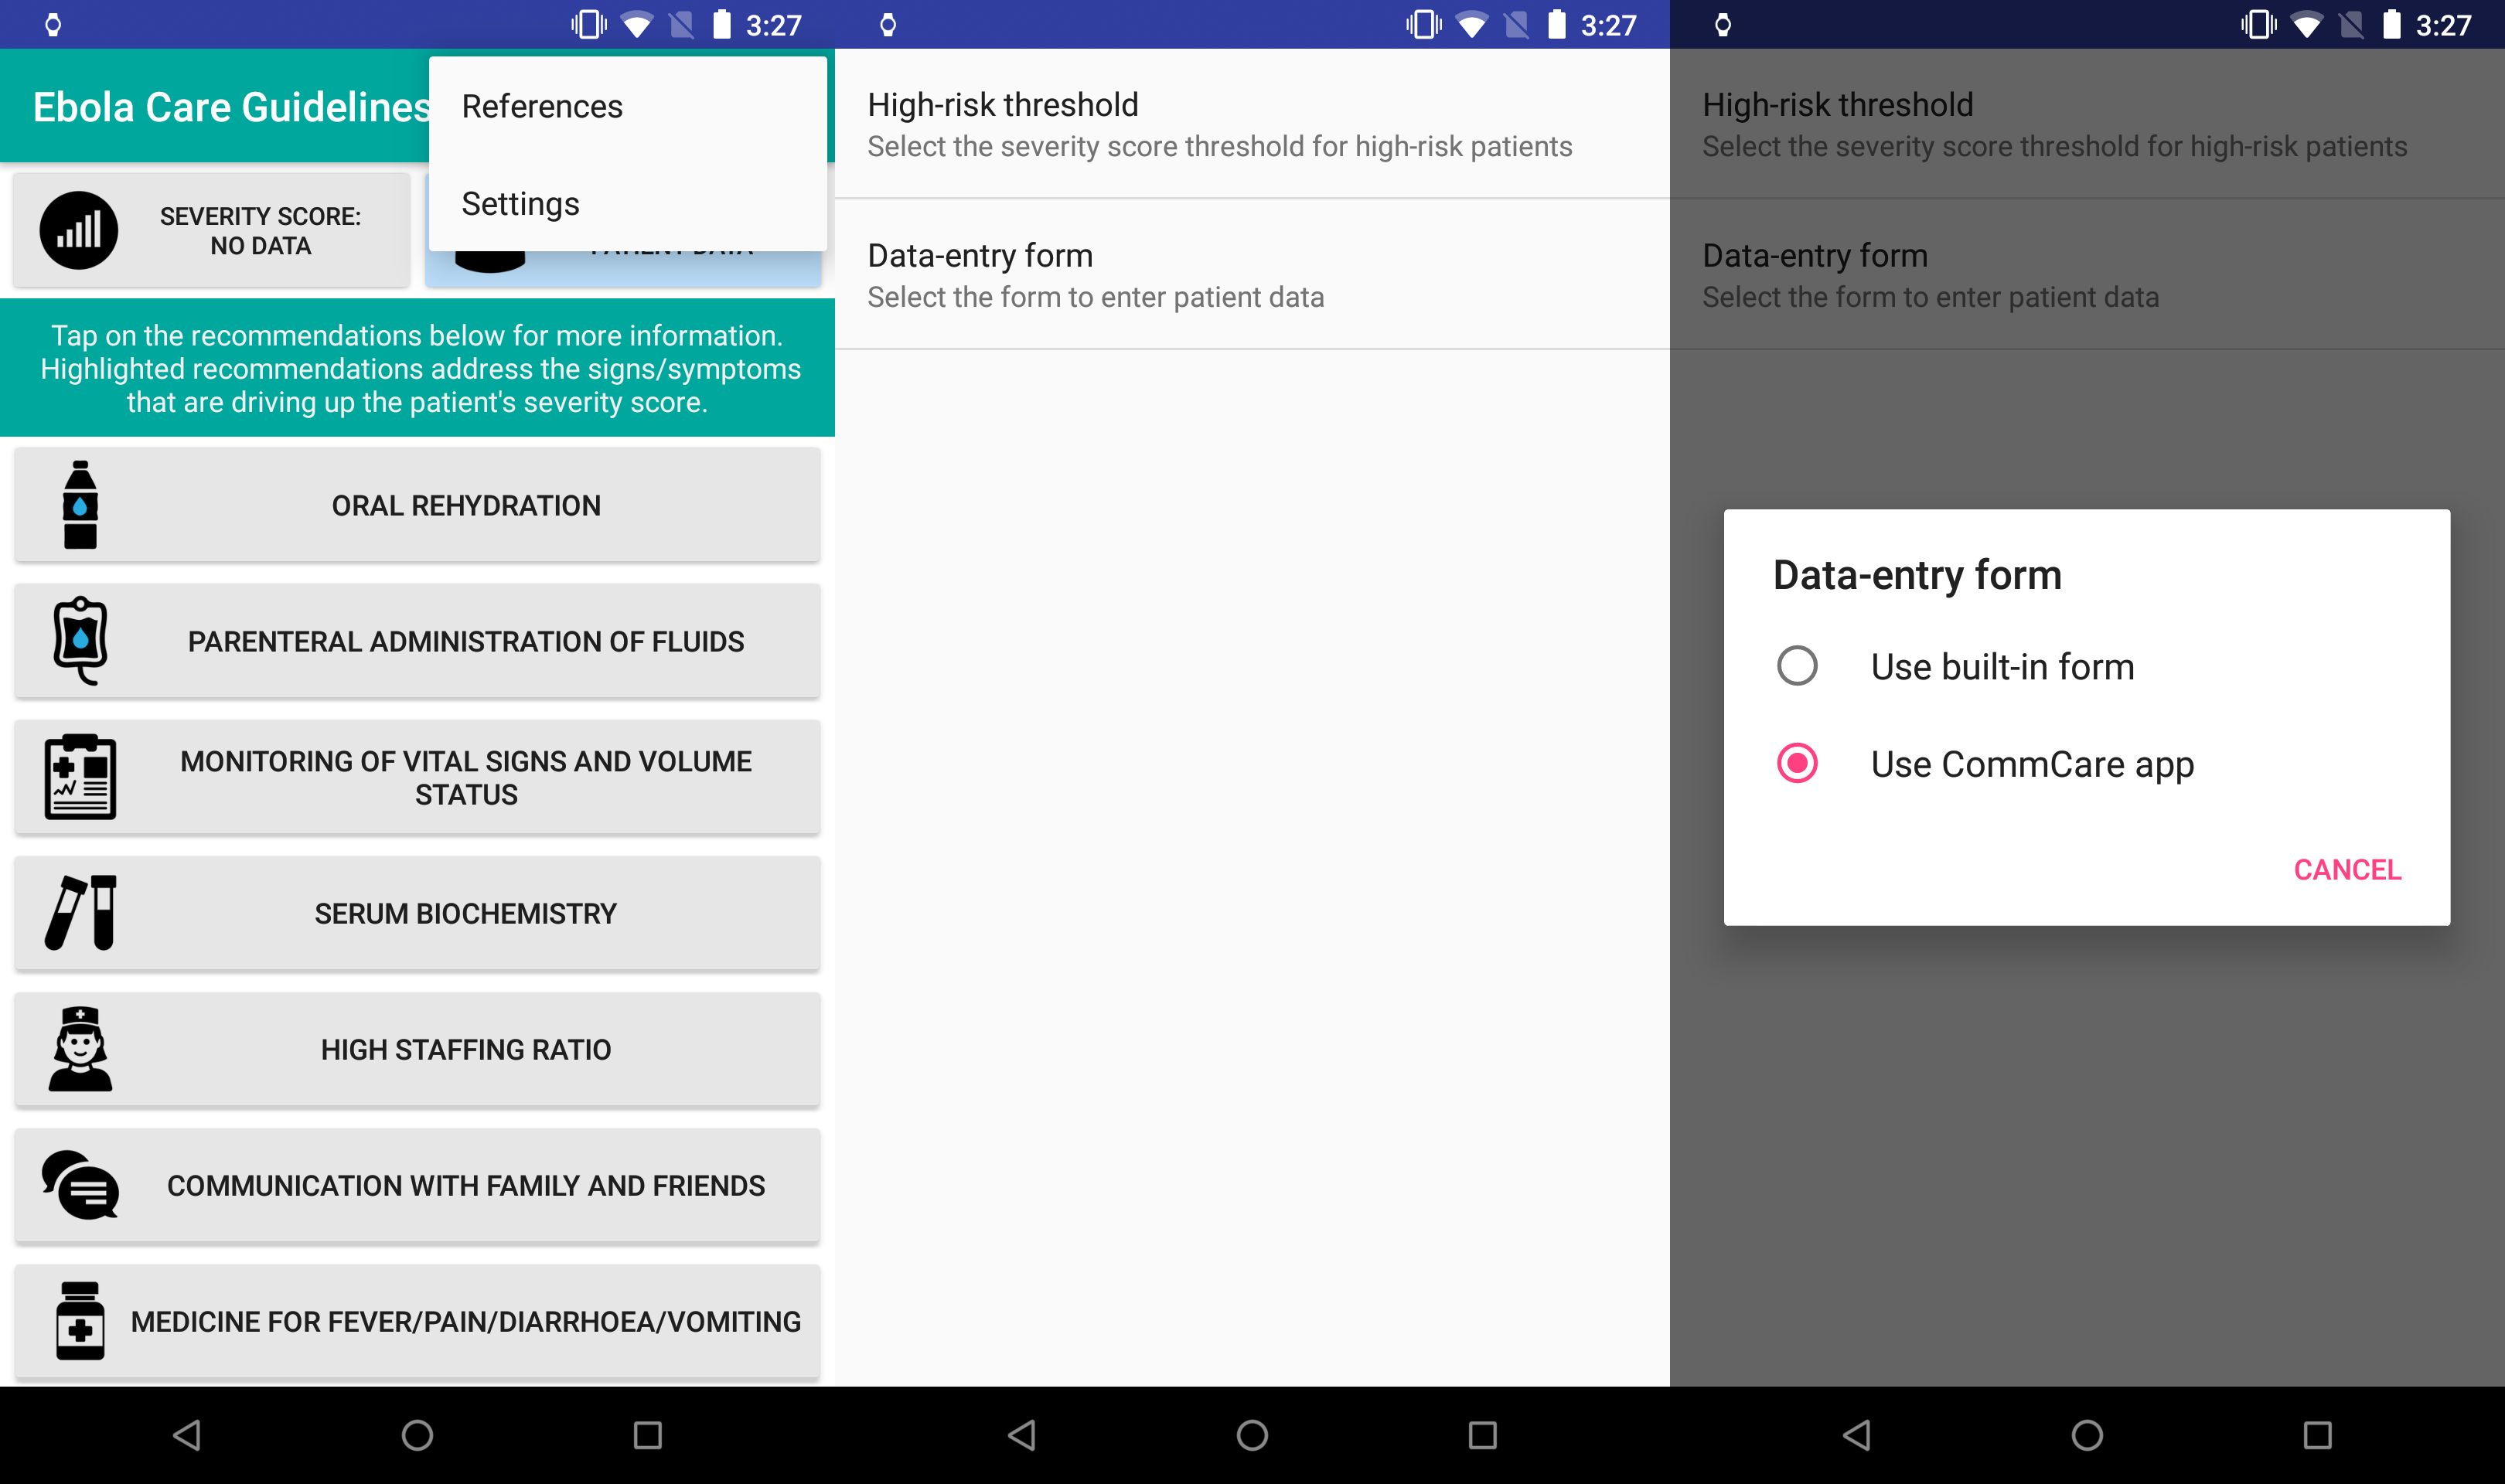 3:27
Ebola Care Guidelines
References
Settings
SEVERITY SCORE:
NO DATA
PATIENT DATA
Tap on the recommendations below for more information.
Highlighted recommendations address the signs/symptoms
that are driving up the patient's severity score.
ORAL REHYDRATION
PARENTERAL ADMINISTRATION OF FLUIDS
MONITORING OF VITAL SIGNS AND VOLUME
STATUS
SERUM BIOCHEMISTRY
HIGH STAFFING RATIO
COMMUNICATION WITH FAMILY AND FRIENDS
MEDICINE FOR FEVER/PAIN/DIARRHOEA/VOMITING
3:27
High-risk threshold
Select the severity score threshold for high-risk patients
Data-entry form
Select the form to enter patient data
3:27
High-risk threshold
Select the severity score threshold for high-risk patients
Data-entry form
Select the form to enter patient data
Data-entry form
Use built-in form
Use CommCare app
CANCEL